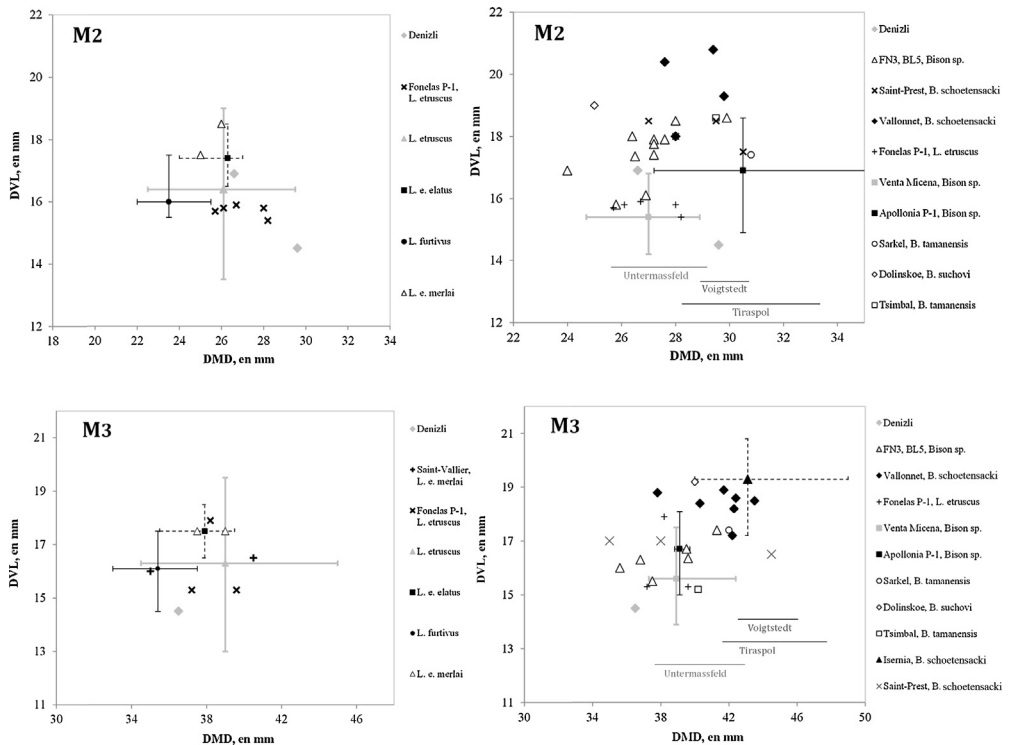 M2
22
20
18
16
14
12
DVL, en mm
18 20 22 24 26 28 30 32 34
DMD, en mm
Denizli
Fonelas P-1,
L. etruscus
L. etruscus
L. e. elatus
L. furtivus
L. e. merlai
M2
22
20
18
16
14
12
DVL, en mm
Untermassfeld
Voigtstedt
Tiraspol
22 24 26 28 30 32 34
DMD, en mm
Denizli
FN3, BL5, Bison sp.
Saint-Prest, B. schoetensacki
Vallonnet, B. schoetensacki
Fonelas P-1, L. etruscus
Venta Micena, Bison sp.
Apollonia P-1, Bison sp.
Sarkel, B. tamanensis
Dolinskoe, B. suchovi
Tsimbal, B. tamanensis
M3
21
19
17
15
13
11
DVL, en mm
30 34 38 42 46
DMD, en mm
Denizli
Saint-Vallier,
L. e. merlai
Fonelas P-1,
L. etruscus
L. etruscus
L. e. elatus
L. furtivus
L. e. merlai
M3
21
19
17
15
13
11
DVL, en mm
Voigtstedt
Tiraspol
Untermassfeld
30 34 38 42 46 50
DMD, en mm
Denizli
FN3, BL5, Bison sp.
Vallonnet, B. schoetensacki
Fonelas P-1, L. etruscus
Venta Micena, Bison sp.
Apollonia P-1, Bison sp.
Sarkel, B. tamanensis
Dolinskoe, B. suchovi
Tsimbal, B. tamanensis
Isernia, B. schoetensacki
Saint-Prest, B. schoetensacki